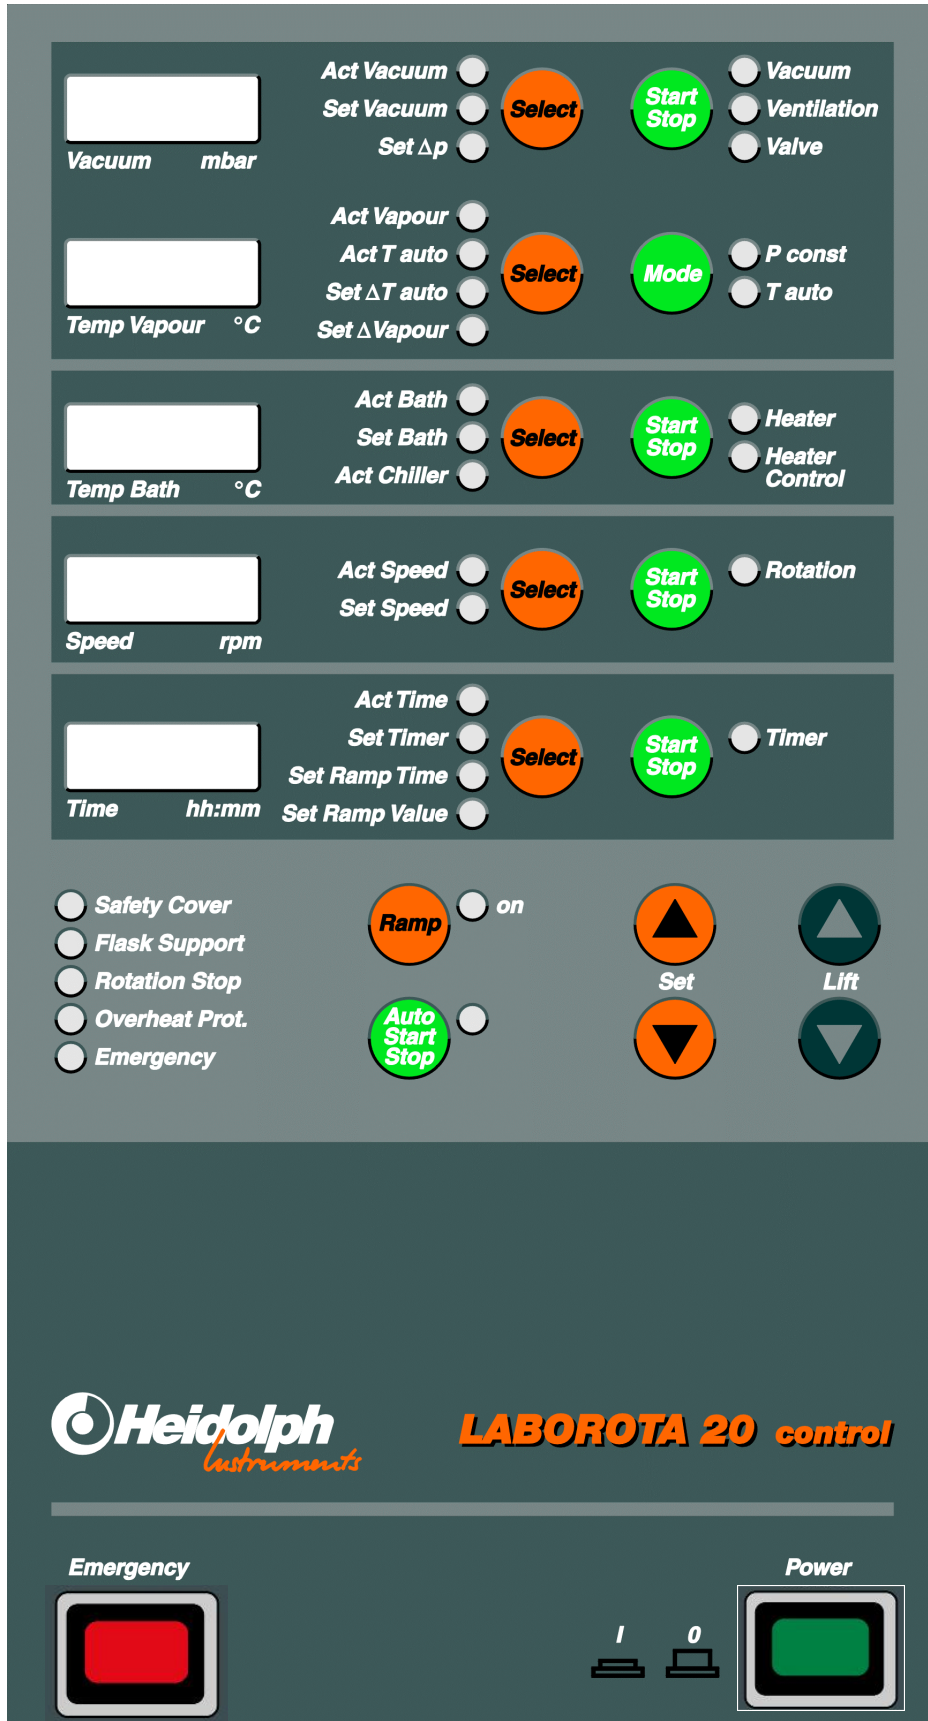 Act Vacuum
Set Vacuum
Set Δp
Select
Start
Stop
Vacuum
Ventilation
Valve
Vacuum mbar
Act Vapour
Act T auto
Set ΔT auto
Set ΔVapour
Select
Mode
P const
T auto
Temp Vapour °C
Act Bath
Set Bath
Act Chiller
Select
Start
Stop
Heater
Heater
Control
Temp Bath °C
Act Speed
Set Speed
Select
Start
Stop
Rotation
Speed rpm
Act Time
Set Timer
Set Ramp Time
Set Ramp Value
Select
Start
Stop
Timer
Time hh:mm
Safety Cover
Flask Support
Rotation Stop
Overheat Prot.
Emergency
Ramp
on
Auto
Start
Stop
Set
Lift
Heidolph
Instruments
LABOROTA 20 control
Emergency
Power
I 0